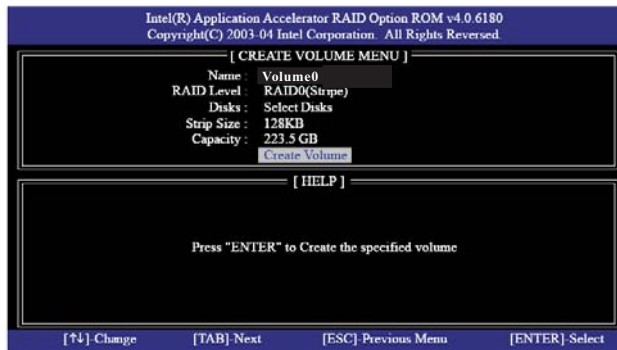 Intel(R) Application Accelerator RAID Option ROM v4.0.6180
Copyright(C) 2003-04 Intel Corporation. All Rights Reversed.
[ CREATE VOLUME MENU ]
Name : Volume0
RAID Level : RAID0(Stripe)
Disks : Select Disks
Strip Size : 128KB
Capacity : 223.5 GB
Create Volume
[ HELP ]
Press "ENTER" to Create the specified volume
[↑↓]-Change [TAB]-Next [ESC]-Previous Menu [ENTER]-Select